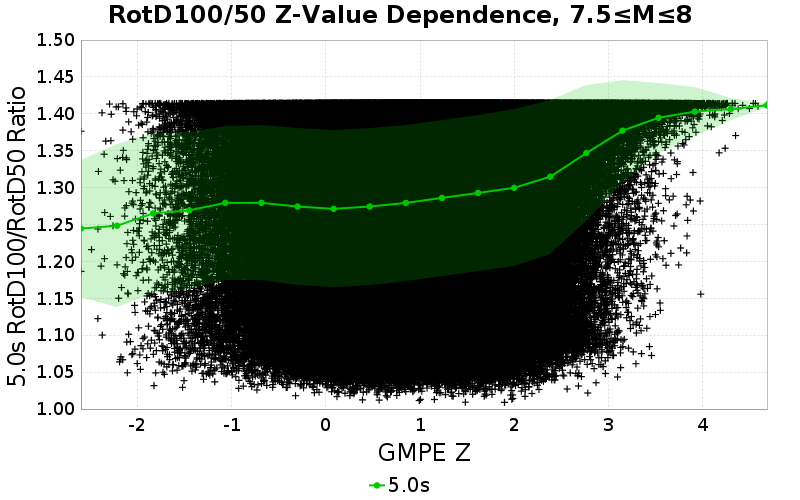 RotD100/50 Z-Value Dependence, 7.5≤M≤8
5.0s RotD100/RotD50 Ratio
1.50
1.45
1.40
1.35
1.30
1.25
1.20
1.15
1.10
1.05
1.00
-2 -1 0 1 2 3 4
GMPE Z
5.0s